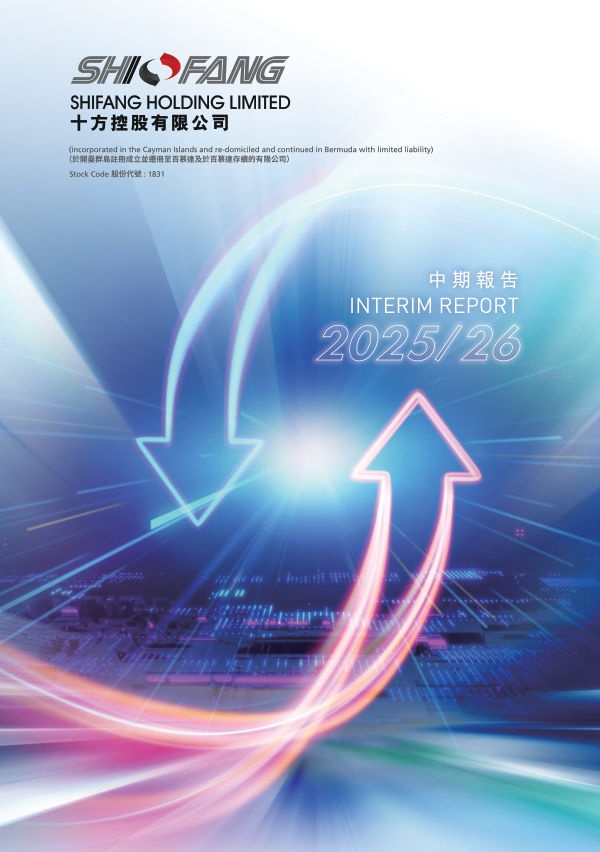 SHIFANG
SHIFANG HOLDING LIMITED
十方控股有限公司
(incorporated in the Cayman Islands and re-domiciled and continued in Bermuda with limited liability)
(於開曼群島註冊成立並遷冊至百慕達及於百慕達存續的有限公司)
Stock Code 股份代號 : 1831
中期報告
INTERIM REPORT
2025/26